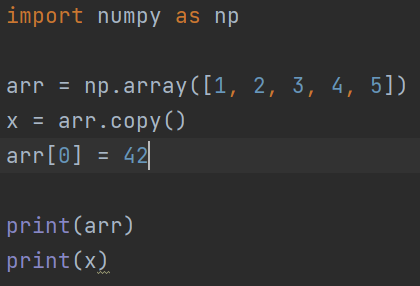 import numpy as np
arr = np.array([1, 2, 3, 4, 5])
x = arr.copy()
arr[0] = 42
print(arr)
print(x)